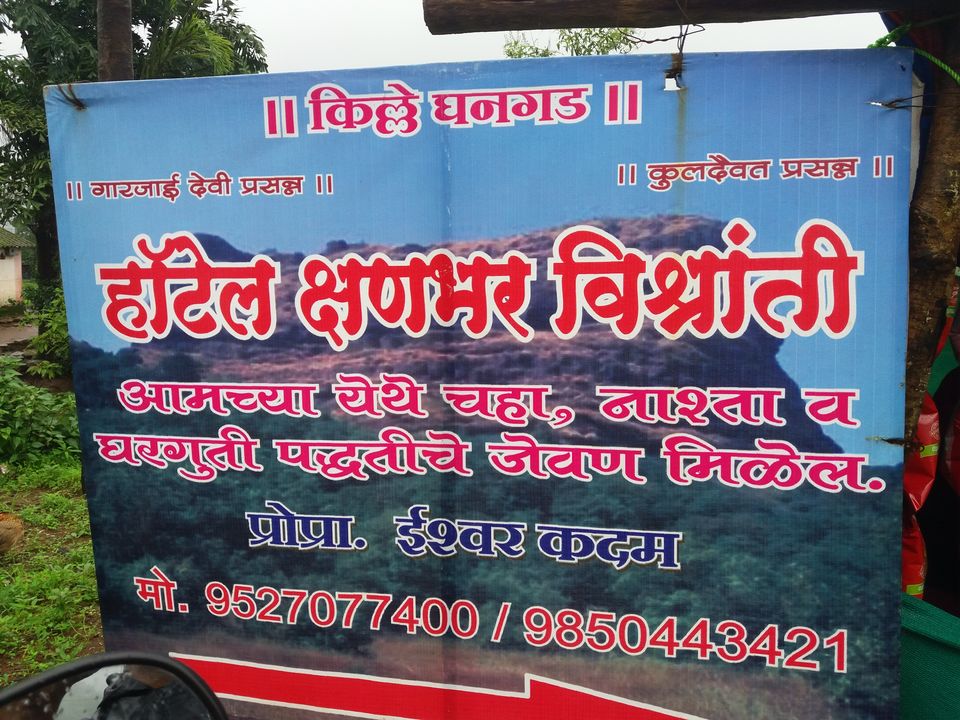 ॥ किल्ले घनगड ॥
॥ गारजाई देवी प्रसन्न ॥ ॥ कुलदैवत प्रसन्न ॥
हॉटेल क्षणभर विश्रांती
आमच्या येथे चहा, नाश्ता व
घरगुती पद्धतीचे जेवण मिळेल.
प्रोप्रा. ईश्वर कदम
मो. 9527077400 / 9850443421